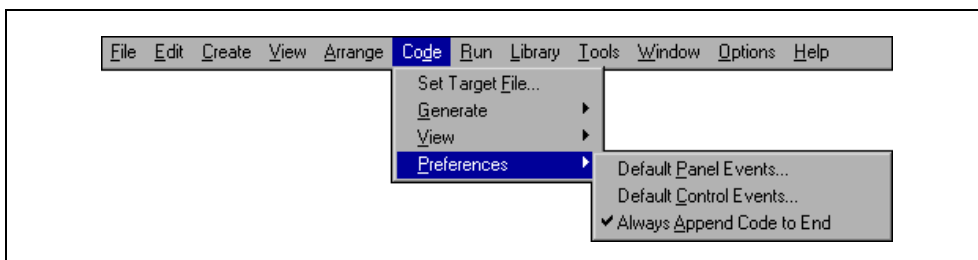 File Edit Create View Arrange Code Run Library Tools Window Options Help
Set Target File...
Generate
View
Preferences
Default Panel Events...
Default Control Events...
Always Append Code to End